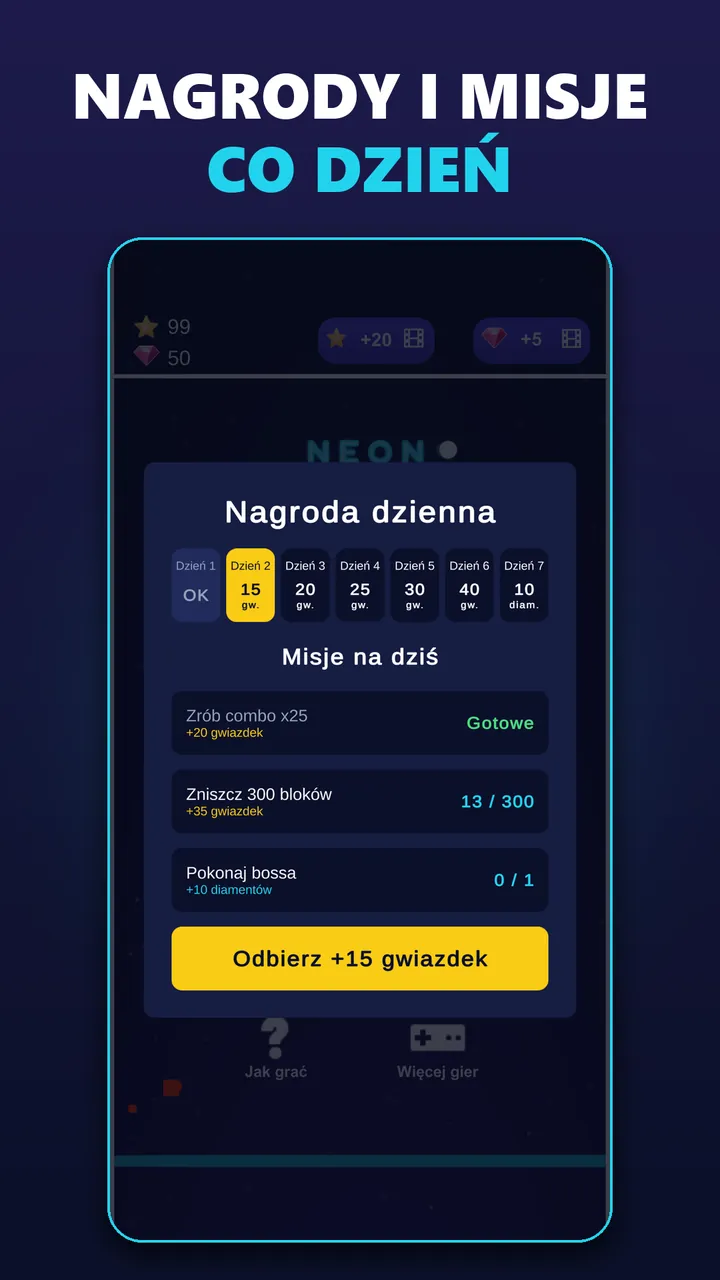 NAGRODY I MISJE
CO DZIEŃ
99
50
+20
+5
NEON
Nagroda dzienna
Dzień 1 Dzień 2 Dzień 3 Dzień 4 Dzień 5 Dzień 6 Dzień 7
OK 15 20 25 30 40 10
gw. gw. gw. gw. gw. diam.
Misje na dziś
Zrób combo x25
+20 gwiazdek
Gotowe
Zniszcz 300 bloków
+35 gwiazdek
13 / 300
Pokonaj bossa
+10 diamentów
0 / 1
Odbierz +15 gwiazdek
Jak grać
Więcej gier